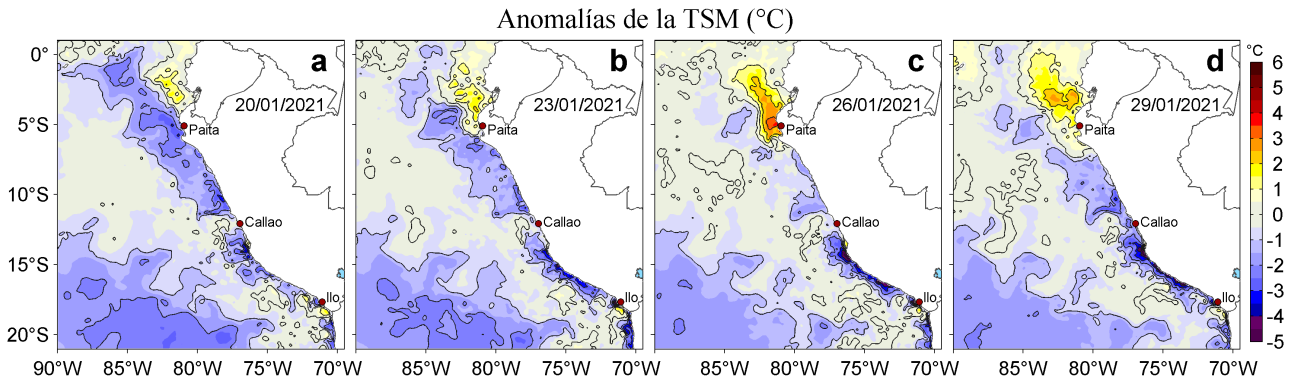 Anomalías de la TSM (°C)
a
b
c
d
20/01/2021
23/01/2021
26/01/2021
29/01/2021
0°
5°S
10°S
15°S
20°S
Paita
Callao
Ilo
Paita
Callao
Ilo
Paita
Callao
Ilo
Paita
Callao
Ilo
90°W 85°W 80°W 75°W 70°W
85°W 80°W 75°W 70°W
85°W 80°W 75°W 70°W
85°W 80°W 75°W 70°W
°C
6
5
4
3
2
1
0
-1
-2
-3
-4
-5